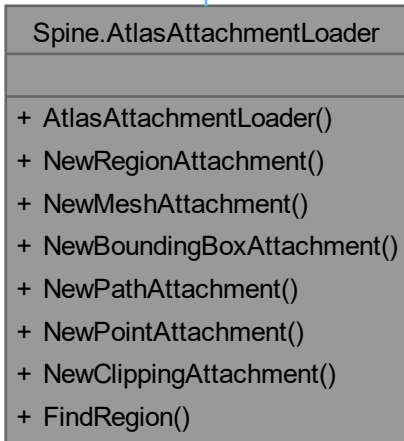 Spine.AtlasAttachmentLoader
+ AtlasAttachmentLoader()
+ NewRegionAttachment()
+ NewMeshAttachment()
+ NewBoundingBoxAttachment()
+ NewPathAttachment()
+ NewPointAttachment()
+ NewClippingAttachment()
+ FindRegion()